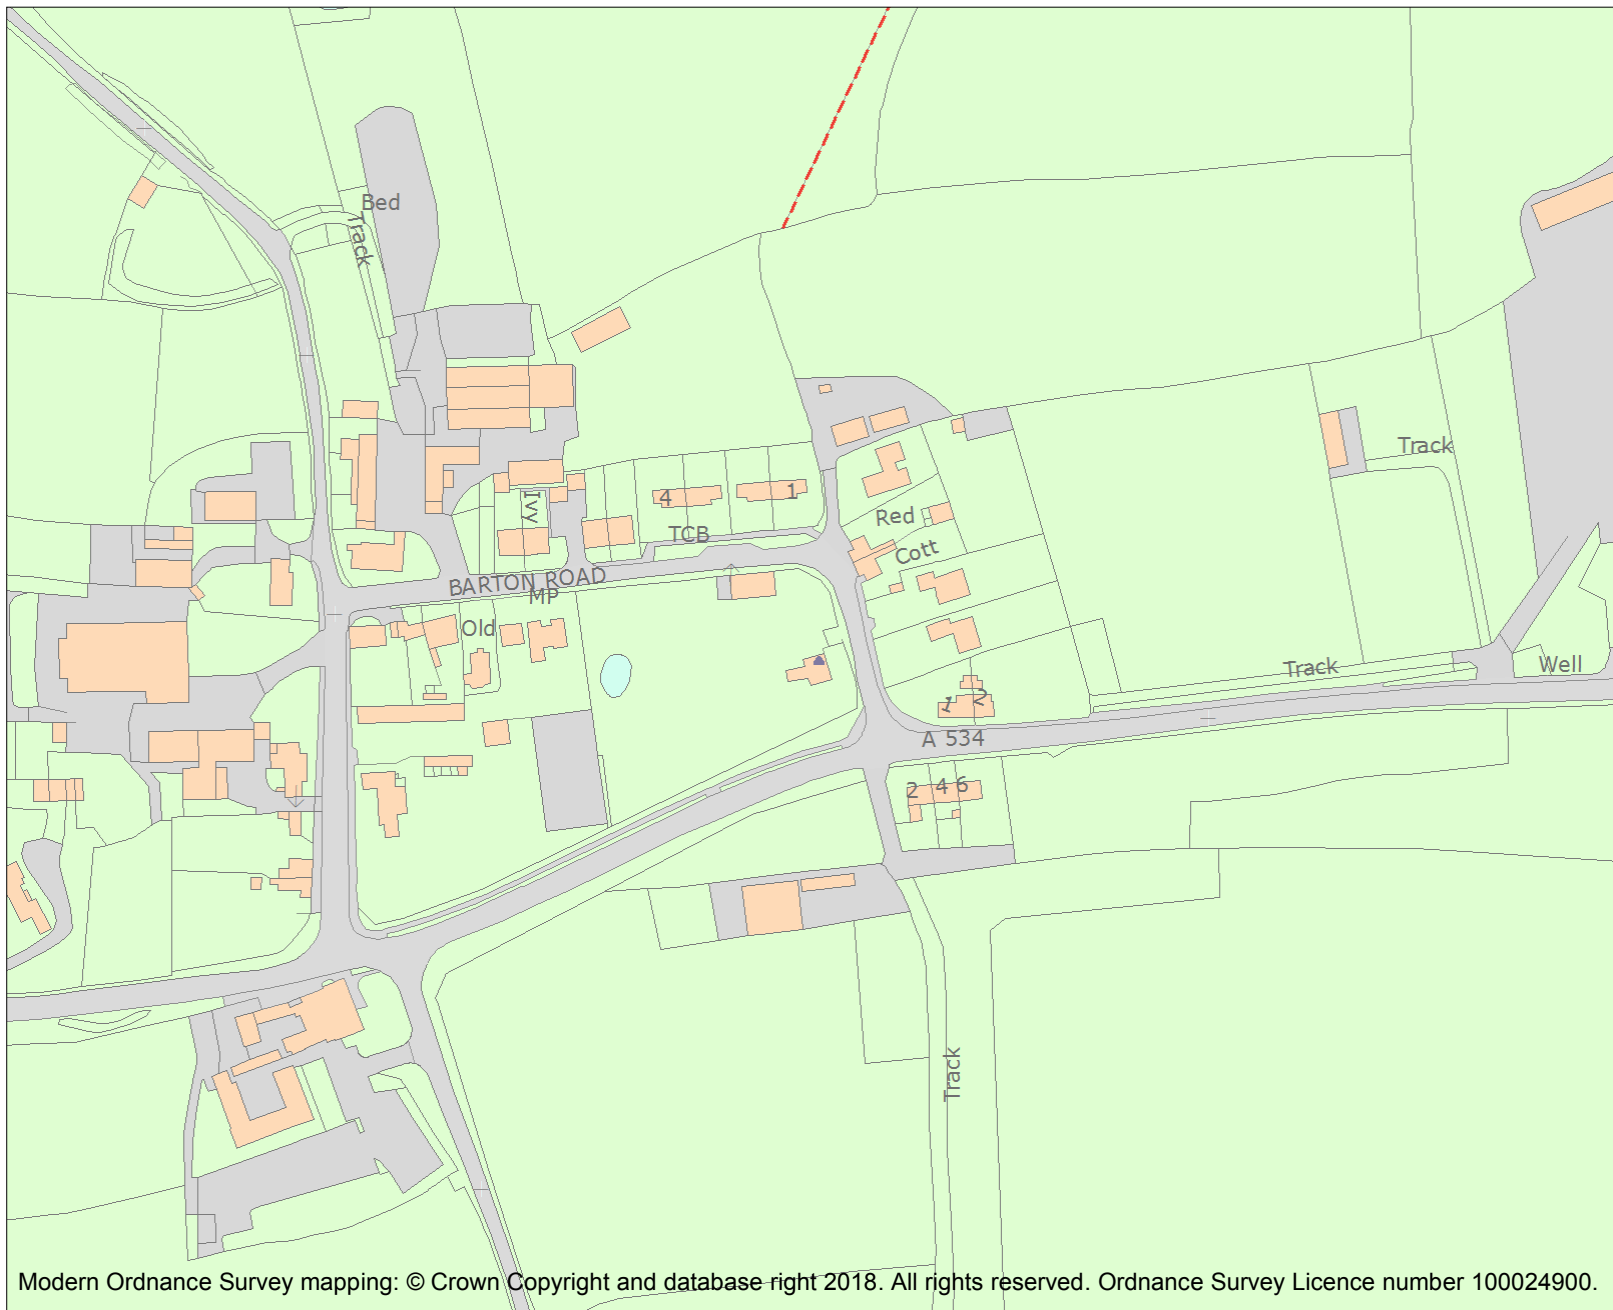 Bed
Track
Track
Ivy
4
1
TCB
Red
Cott
BARTON ROAD
MP
Old
Track
Well
1
2
A 534
2
4
6
Track
Modern Ordnance Survey mapping: © Crown Copyright and database right 2018. All rights reserved. Ordnance Survey Licence number 100024900.